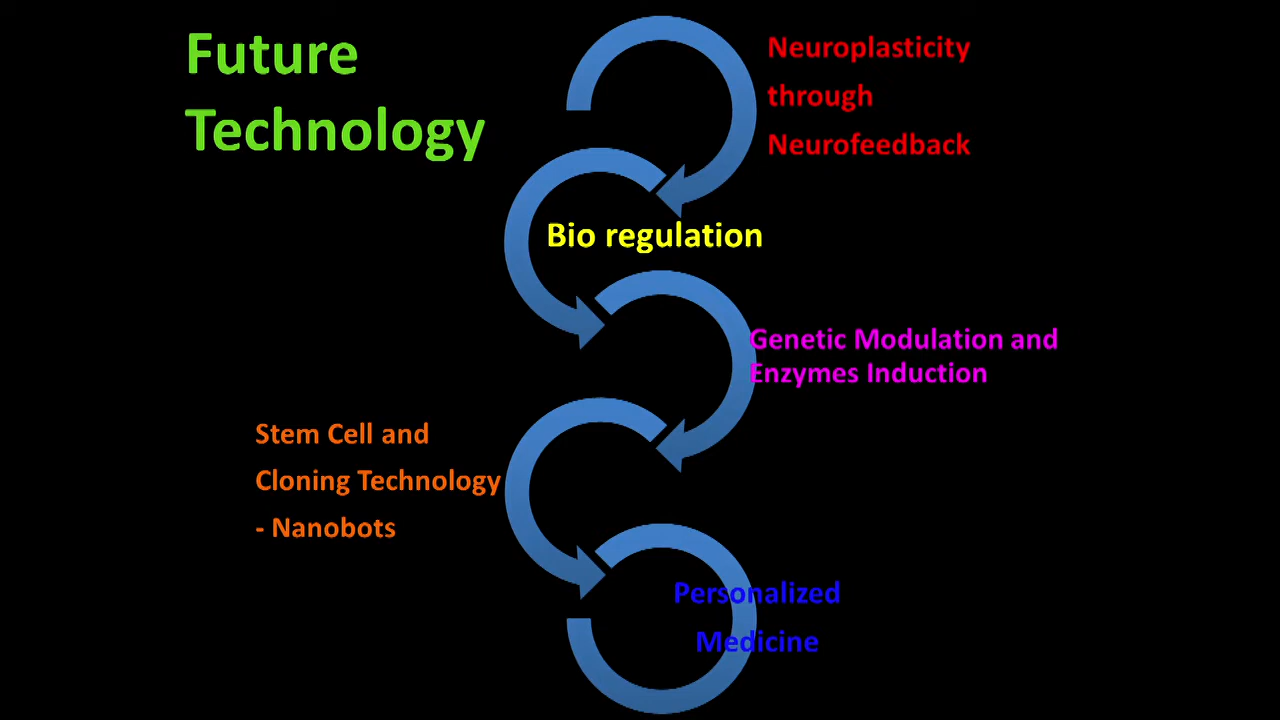 Future
Technology
Neuroplasticity
through
Neurofeedback
Bio regulation
Genetic Modulation and
Enzymes Induction
Stem Cell and
Cloning Technology
- Nanobots
Personalized
Medicine